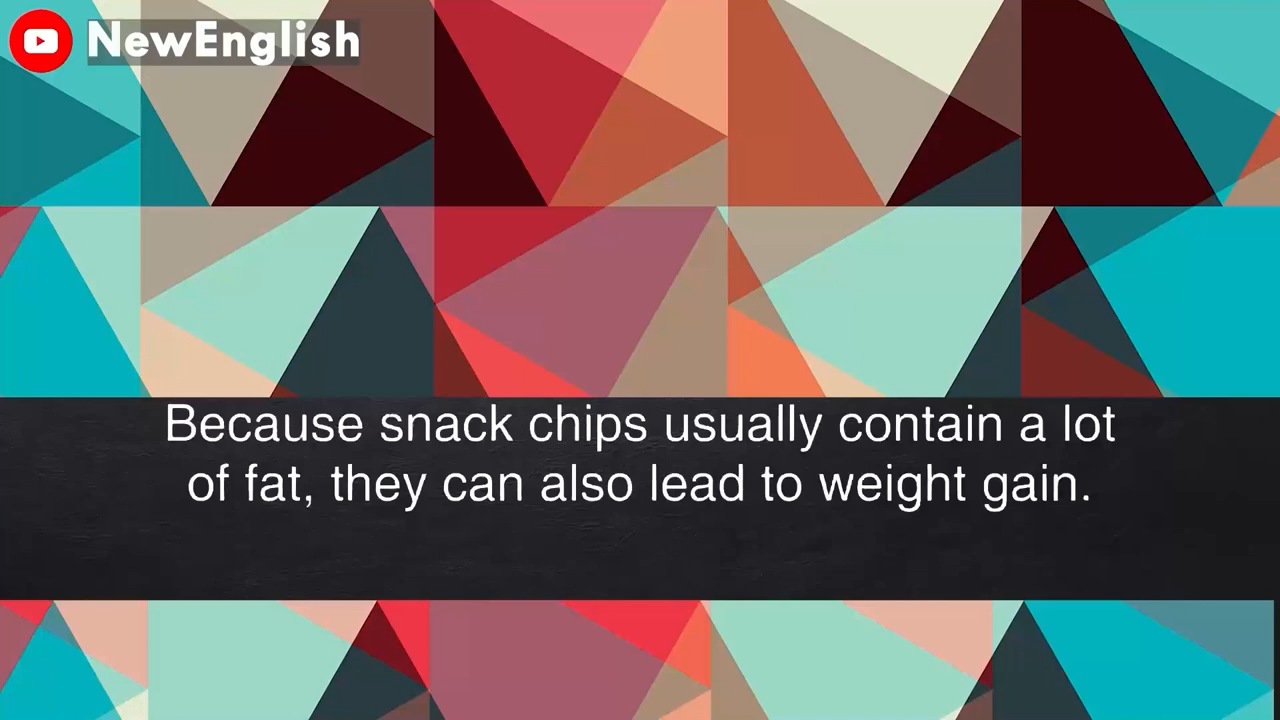 NewEnglish
Because snack chips usually contain a lot
of fat, they can also lead to weight gain.